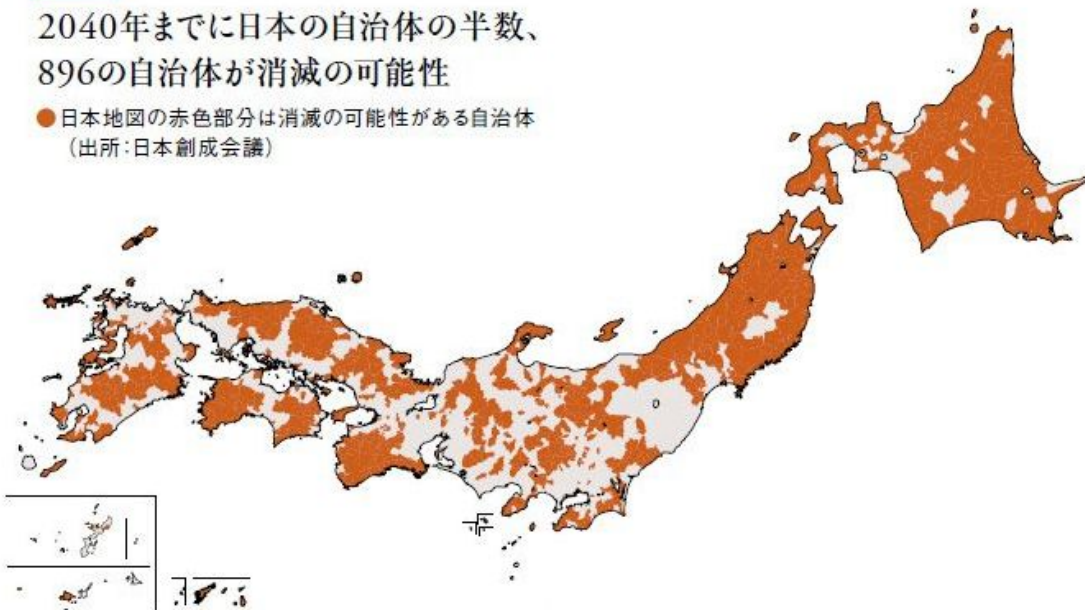 2040年までに日本の自治体の半数、
896の自治体が消滅の可能性
●日本地図の赤色部分は消滅の可能性がある自治体
（出所：日本創成会議）